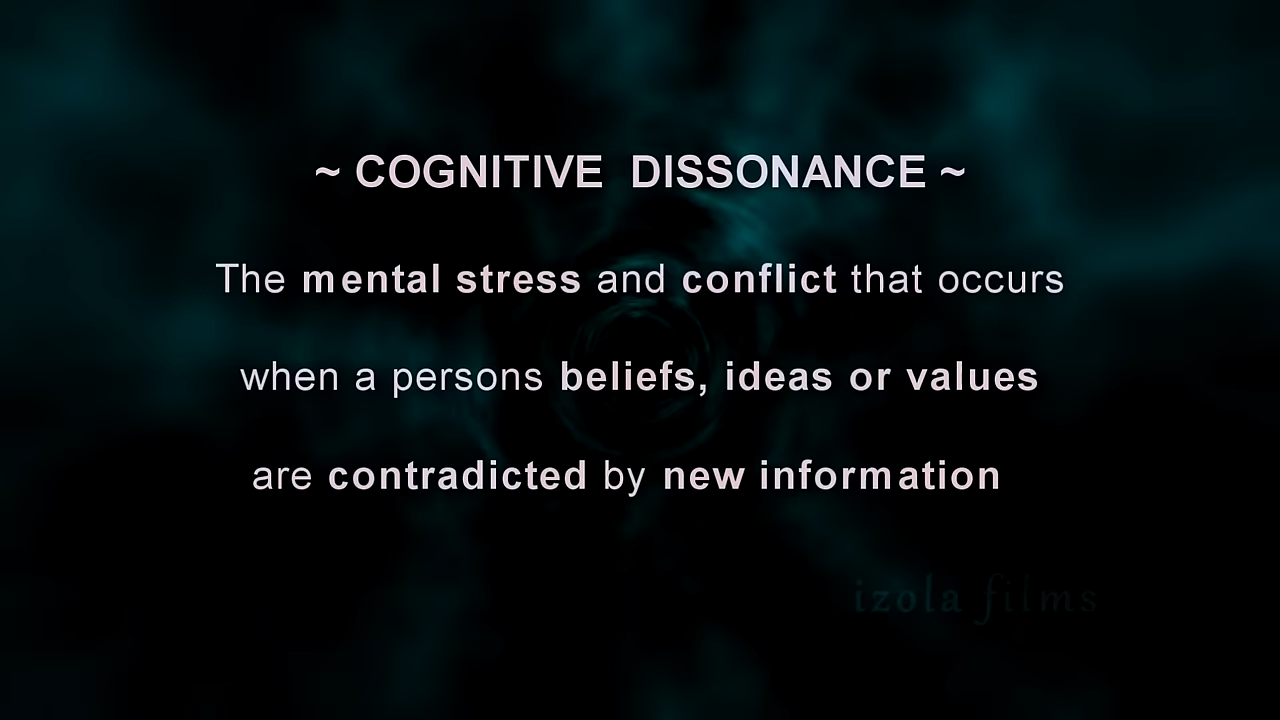 ~ COGNITIVE DISSONANCE ~
The mental stress and conflict that occurs
when a persons beliefs, ideas or values
are contradicted by new information
izola films